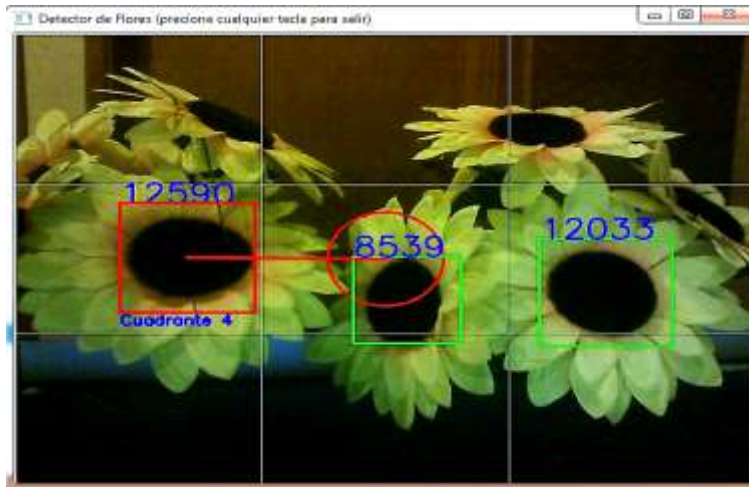 Detector de Flores (precione cualquier tecla para salir)
12590
8539
12033
Cuadrante 4